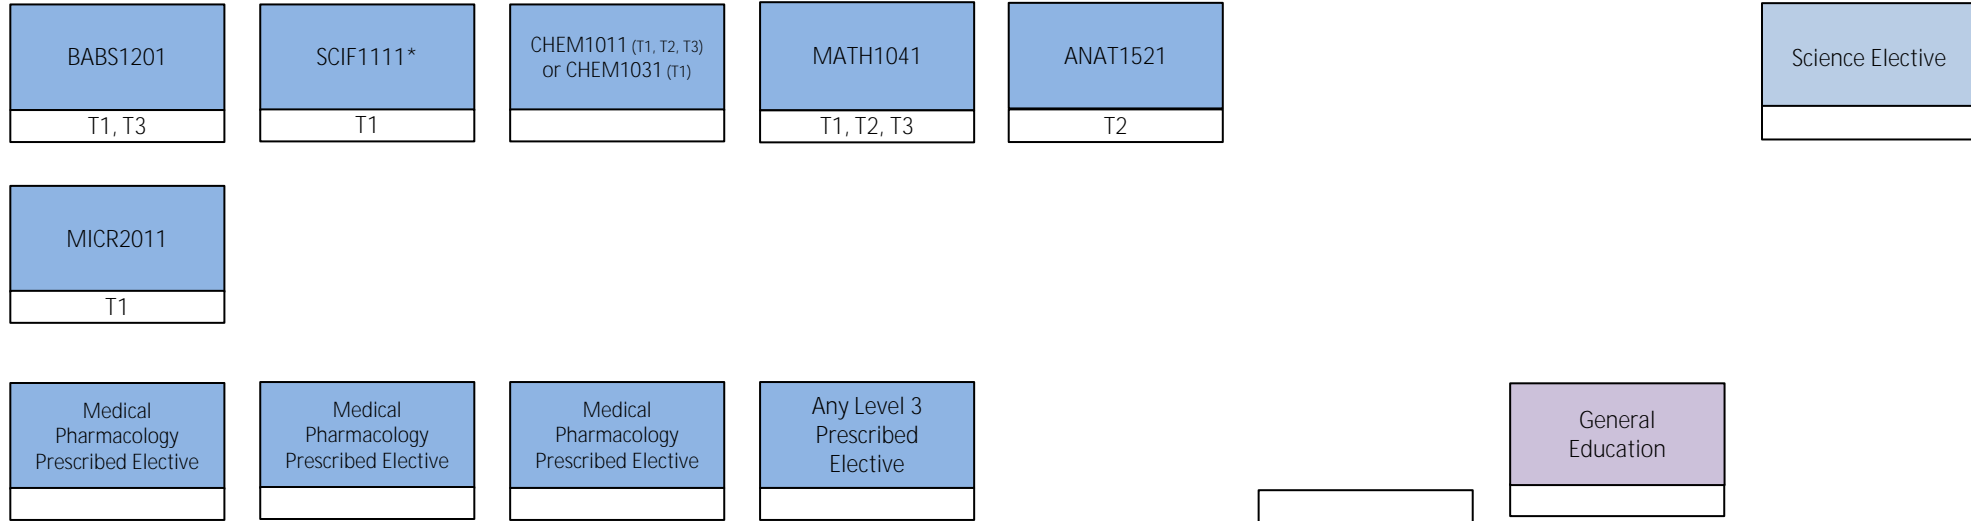 BABS1201
T1, T3
SCIF1111*
T1
CHEM1011 (T1, T2, T3)
or CHEM1031 (T1)
MATH1041
T1, T2, T3
ANAT1521
T2
Science Elective
MICR2011
T1
Medical
Pharmacology
Prescribed Elective
Medical
Pharmacology
Prescribed Elective
Medical
Pharmacology
Prescribed Elective
Any Level 3
Prescribed
Elective
General
Education